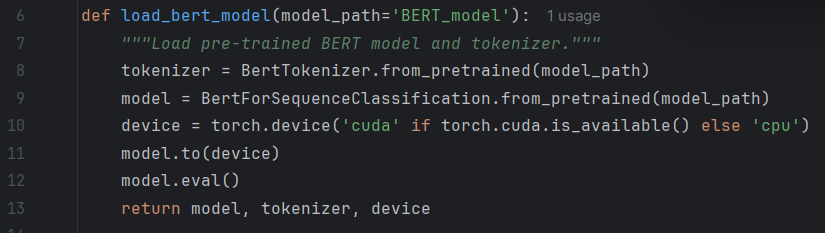 6 def load_bert_model(model_path='BERT_model'): 1 usage
7 """Load pre-trained BERT model and tokenizer."""
8 tokenizer = BertTokenizer.from_pretrained(model_path)
9 model = BertForSequenceClassification.from_pretrained(model_path)
10 device = torch.device('cuda' if torch.cuda.is_available() else 'cpu')
11 model.to(device)
12 model.eval()
13 return model, tokenizer, device